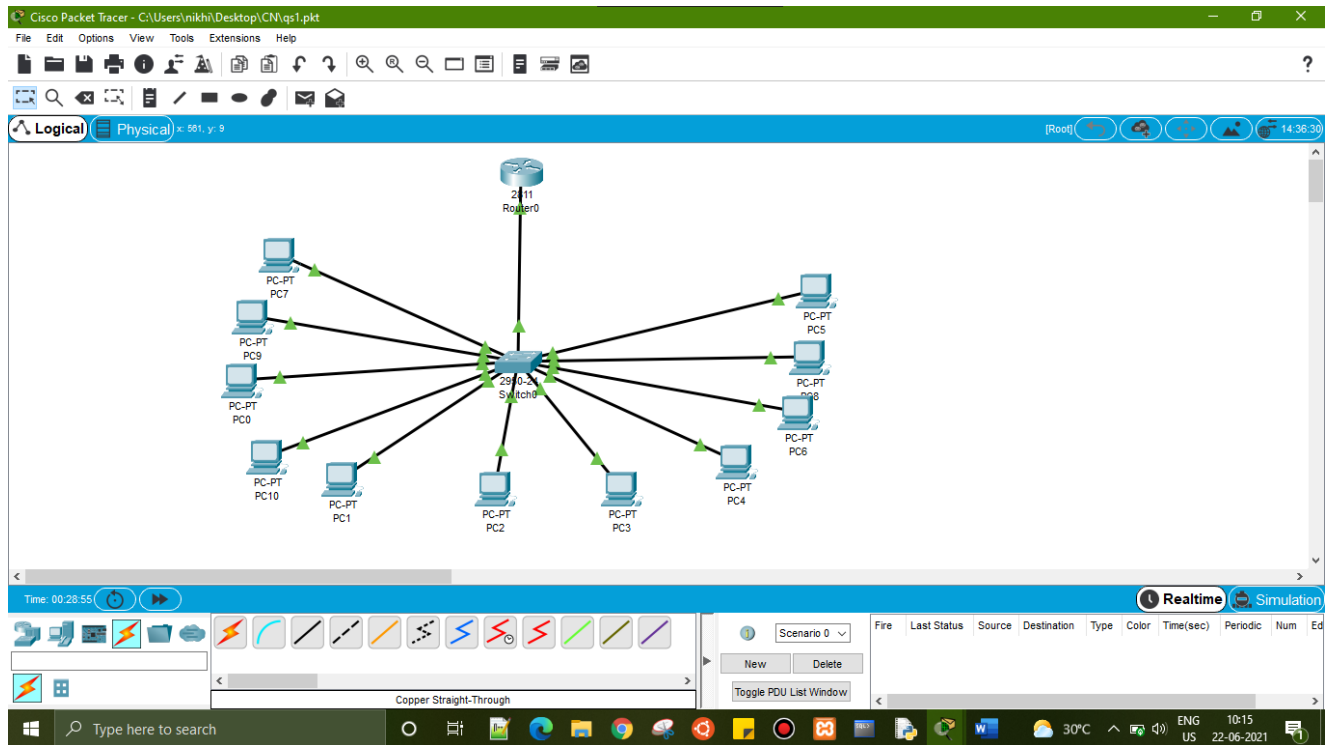 Cisco Packet Tracer - C:\Users\nikhi\Desktop\CN\qs1.pkt
File Edit Options View Tools Extensions Help
?
Logical Physical x: 561, y: 9 [Root] 14:36:30
2811
Router0
PC-PT
PC7
PC-PT
PC9
PC-PT
PC0
PC-PT
PC10
PC-PT
PC1
PC-PT
PC2
PC-PT
PC3
PC-PT
PC4
PC-PT
PC6
PC-PT
PC8
PC-PT
PC5
2950-24
Switch0
Time: 00:28:55 Realtime Simulation
Scenario 0
New Delete
Toggle PDU List Window
Fire Last Status Source Destination Type Color Time(sec) Periodic Num Ed
Copper Straight-Through
Type here to search
30°C ENG 10:15
US 22-06-2021